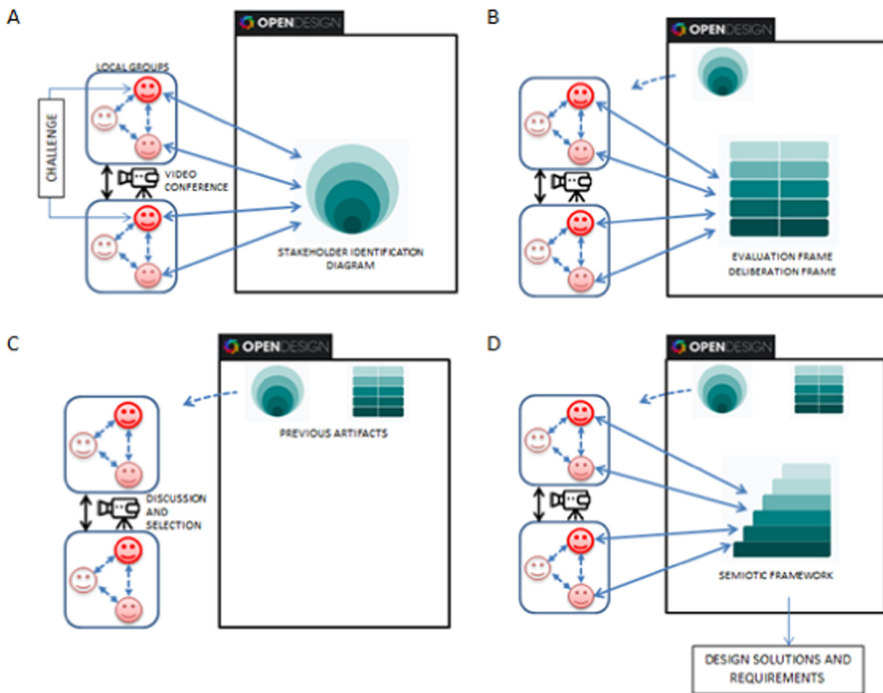 A
OPENDESIGN
LOCAL GROUPS
CHALLENGE
VIDEO
CONFERENCE
STAKEHOLDER IDENTIFICATION
DIAGRAM
B
OPENDESIGN
EVALUATION FRAME
DELIBERATION FRAME
C
OPENDESIGN
PREVIOUS ARTIFACTS
DISCUSSION
AND
SELECTION
D
OPENDESIGN
SEMIOTIC FRAMEWORK
DESIGN SOLUTIONS AND
REQUIREMENTS